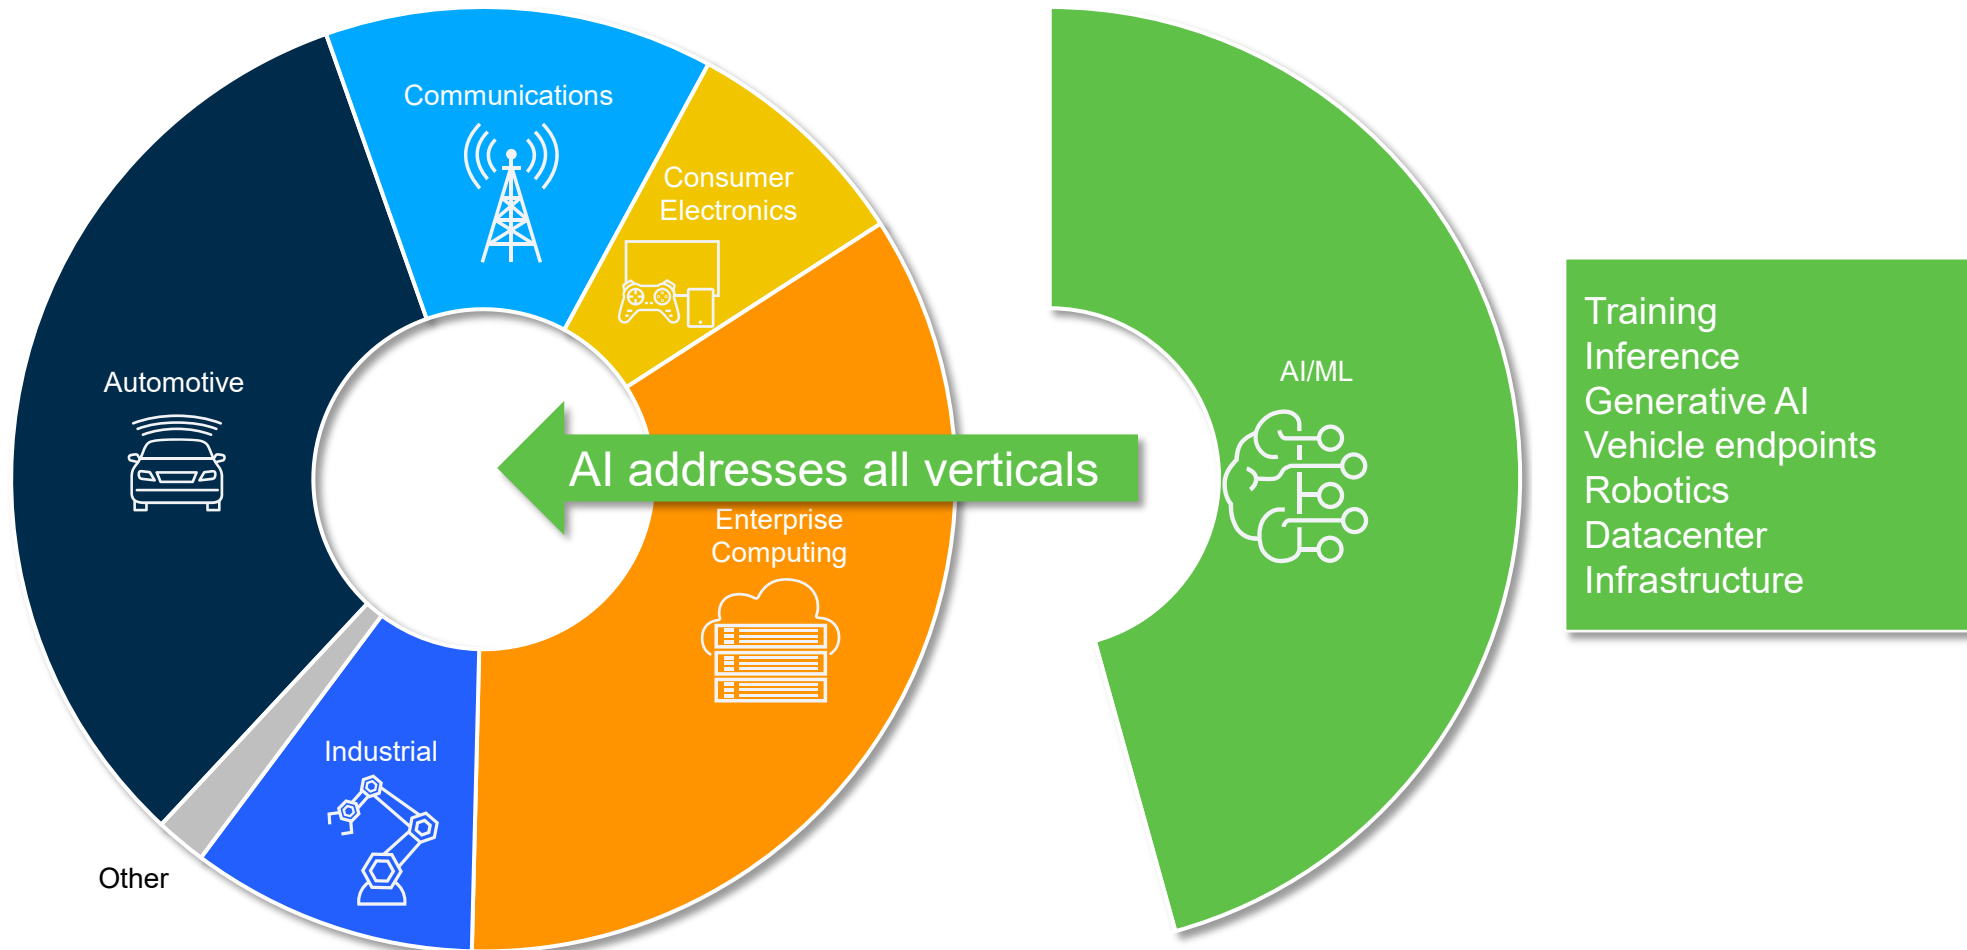 Communications
Consumer
Electronics
Automotive
AI/ML
AI addresses all verticals
Enterprise
Computing
Industrial
Other
Training
Inference
Generative AI
Vehicle endpoints
Robotics
Datacenter
Infrastructure